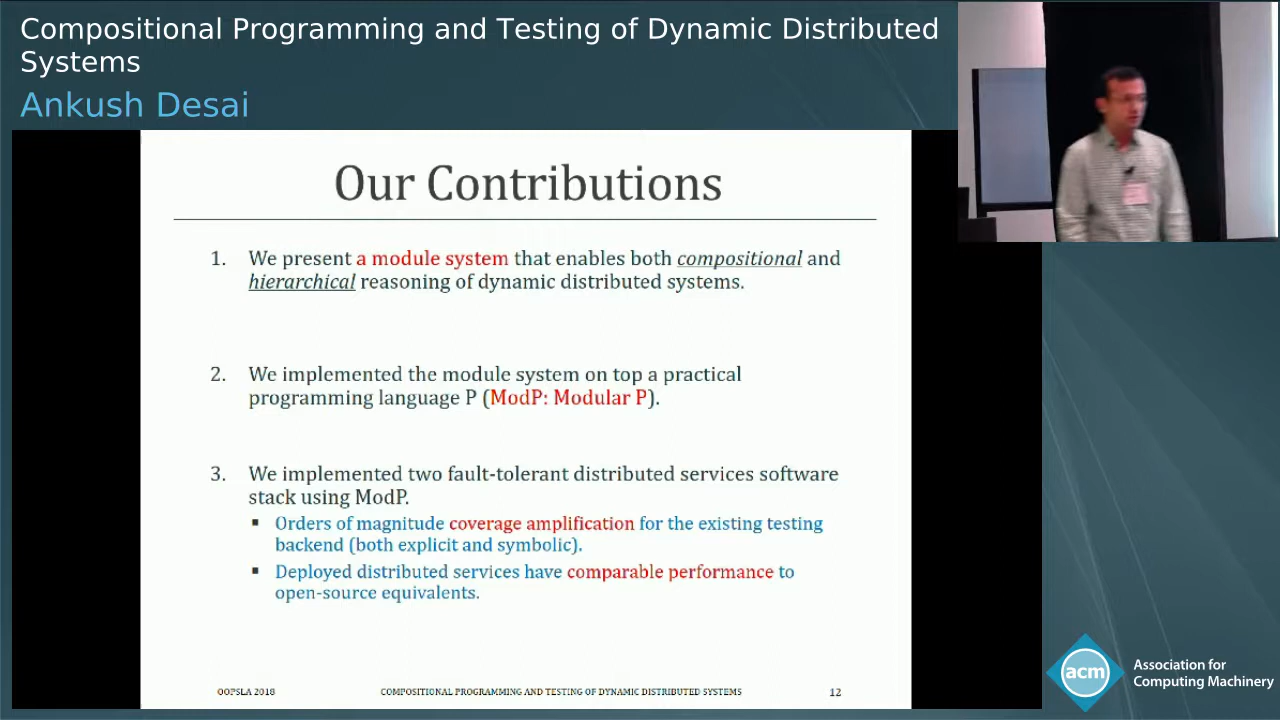 Compositional Programming and Testing of Dynamic Distributed
Systems
Ankush Desai
Our Contributions
1. We present a module system that enables both compositional and
hierarchical reasoning of dynamic distributed systems.
2. We implemented the module system on top a practical
programming language P (ModP: Modular P).
3. We implemented two fault-tolerant distributed services software
stack using ModP.
▪ Orders of magnitude coverage amplification for the existing testing
backend (both explicit and symbolic).
▪ Deployed distributed services have comparable performance to
open-source equivalents.
OOPSLA 2018 COMPOSITIONAL PROGRAMMING AND TESTING OF DYNAMIC DISTRIBUTED SYSTEMS 12
acm Association for
Computing Machinery